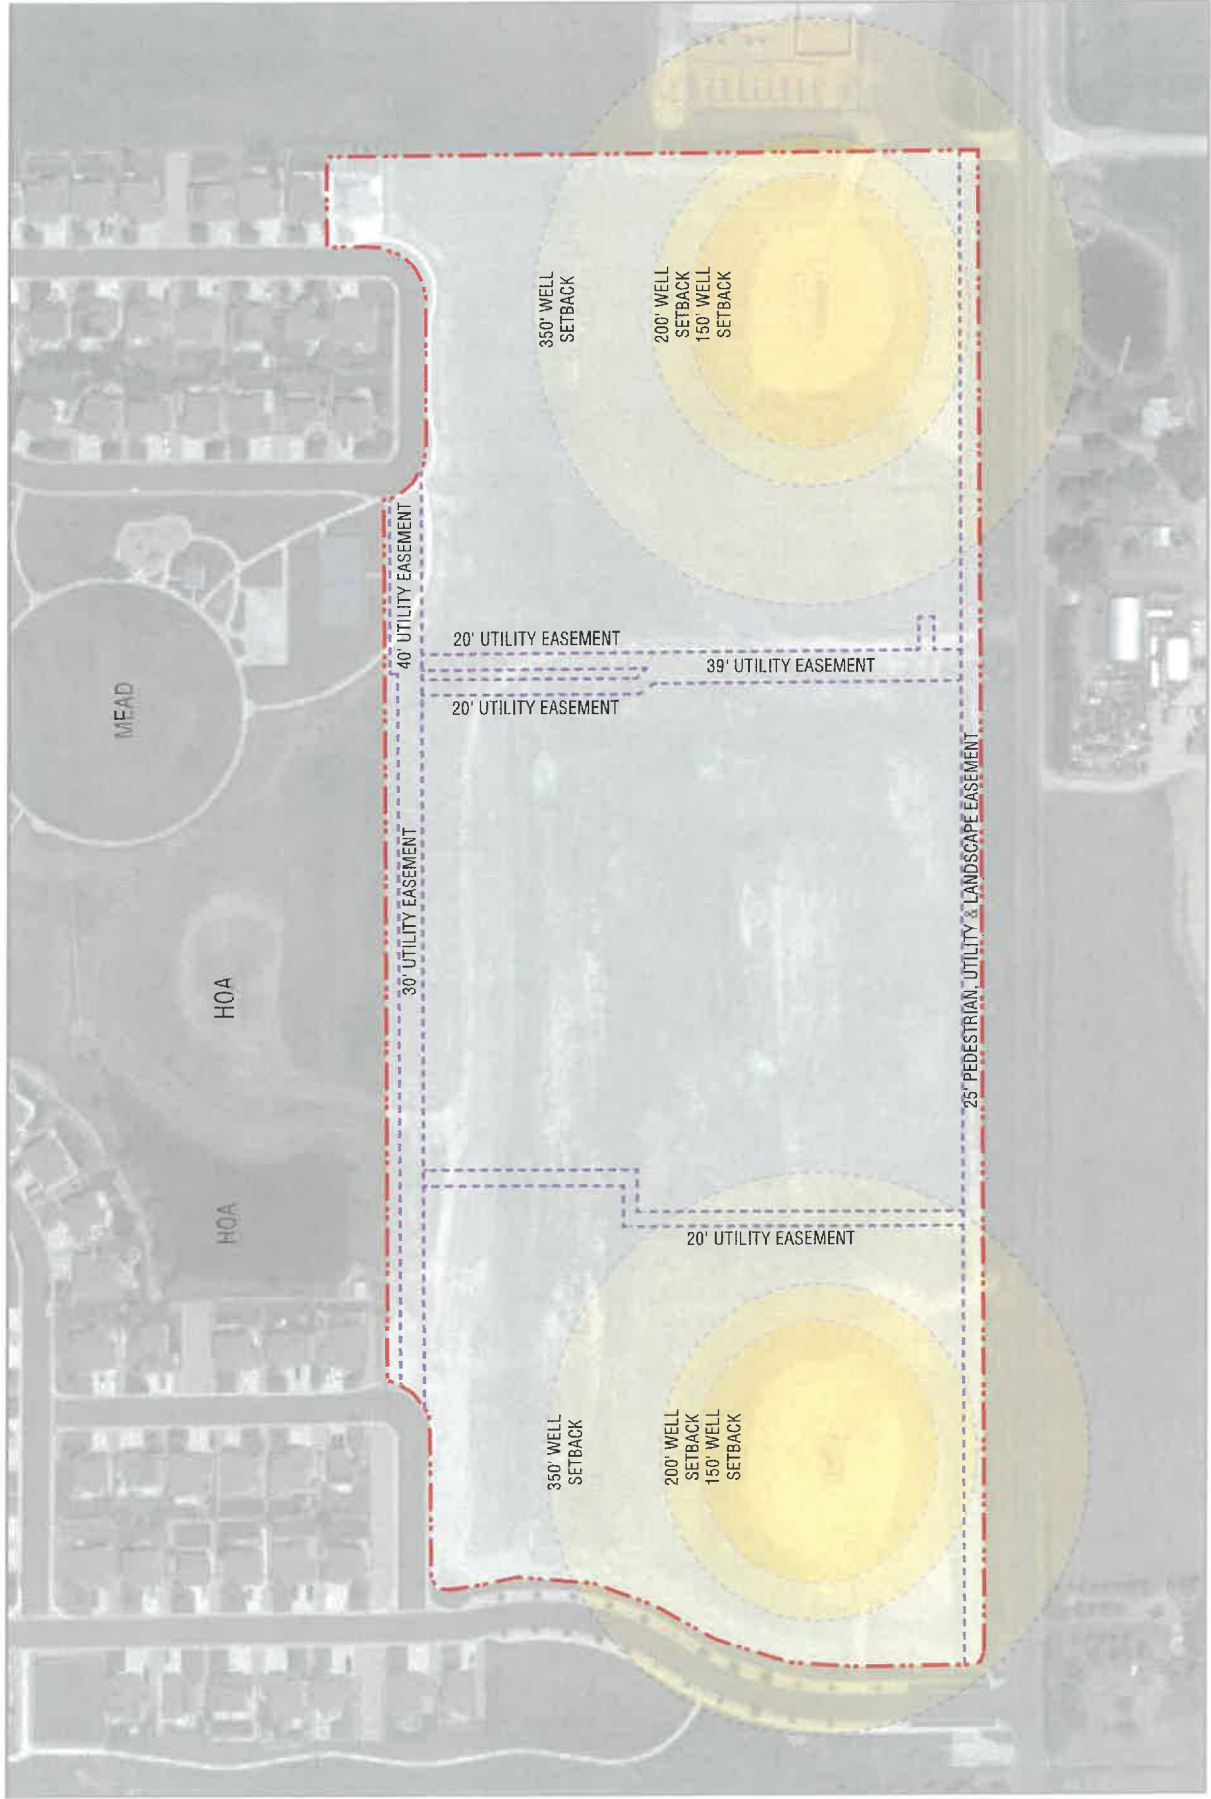 MEAD
HOA
HOA
40' UTILITY EASEMENT
30' UTILITY EASEMENT
350' WELL
SETBACK
200' WELL
SETBACK
150' WELL
SETBACK
20' UTILITY EASEMENT
39' UTILITY EASEMENT
20' UTILITY EASEMENT
20' UTILITY EASEMENT
350' WELL
SETBACK
200' WELL
SETBACK
150' WELL
SETBACK
25' PEDESTRIAN, UTILITY & LANDSCAPE EASEMENT